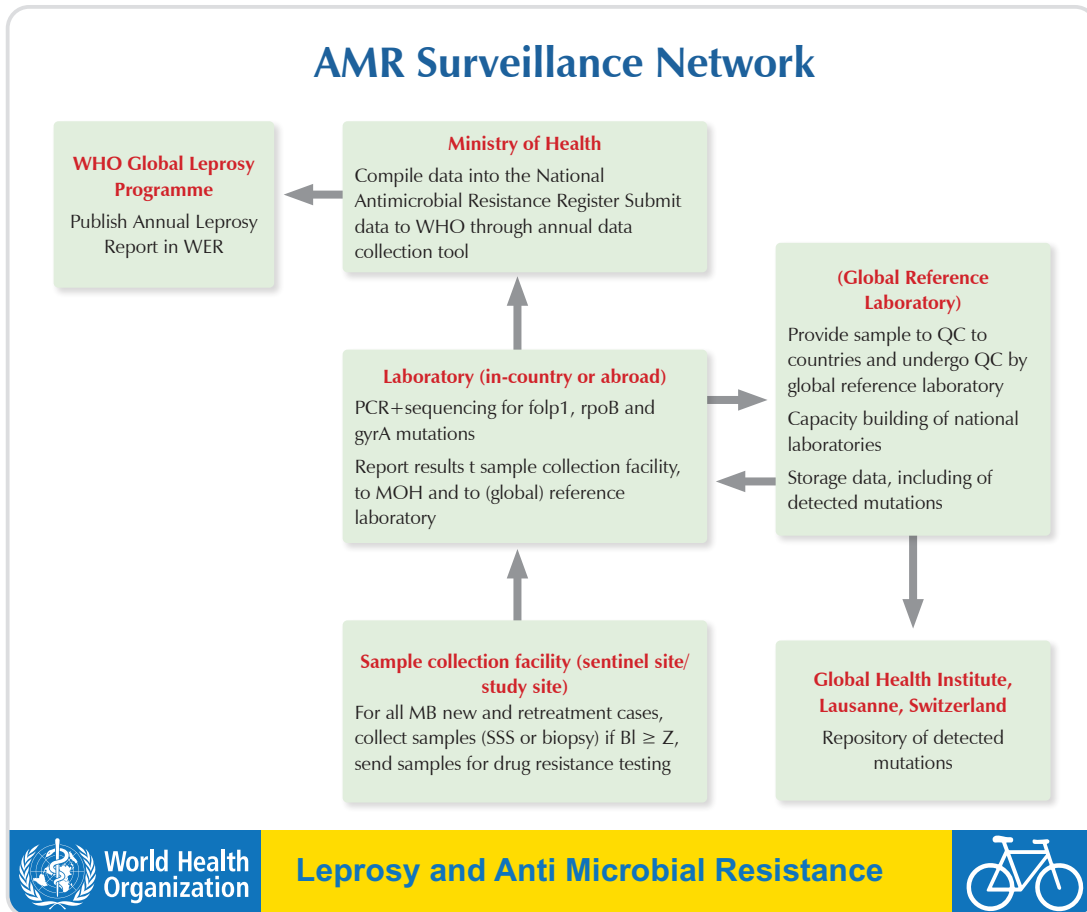 AMR Surveillance Network
WHO Global Leprosy
Programme
Publish Annual Leprosy
Report in WER
Ministry of Health
Compile data into the National
Antimicrobial Resistance Register Submit
data to WHO through annual data
collection tool
(Global Reference
Laboratory)
Provide sample to QC to
countries and undergo QC by
global reference laboratory
Capacity building of national
laboratories
Storage data, including of
detected mutations
Laboratory (in-country or abroad)
PCR+sequencing for folp1, rpoB and
gyrA mutations
Report results t sample collection facility,
to MOH and to (global) reference
laboratory
Sample collection facility (sentinel site/
study site)
For all MB new and retreatment cases,
collect samples (SSS or biopsy) if Bl ≥ Z,
send samples for drug resistance testing
Global Health Institute,
Lausanne, Switzerland
Repository of detected
mutations
World Health
Organization
Leprosy and Anti Microbial Resistance